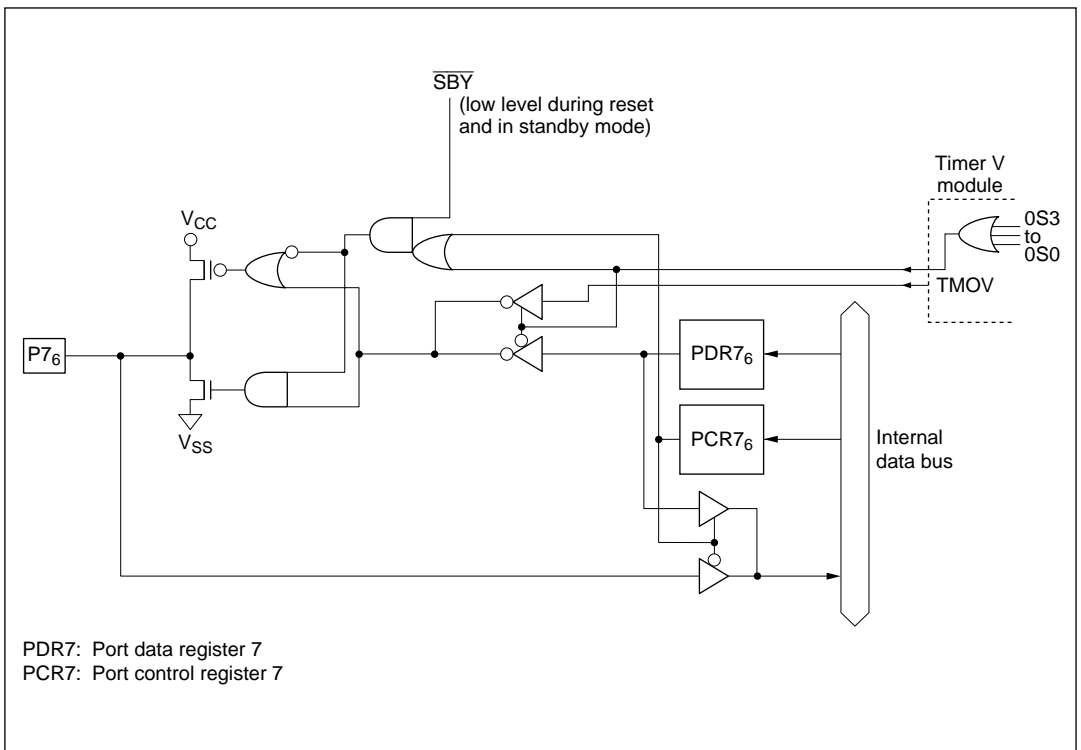 SBY
(low level during reset
and in standby mode)
Timer V
module
VCC
0S3
to
0S0
TMOV
P76
PDR76
PCR76
VSS
Internal
data bus
PDR7: Port data register 7
PCR7: Port control register 7